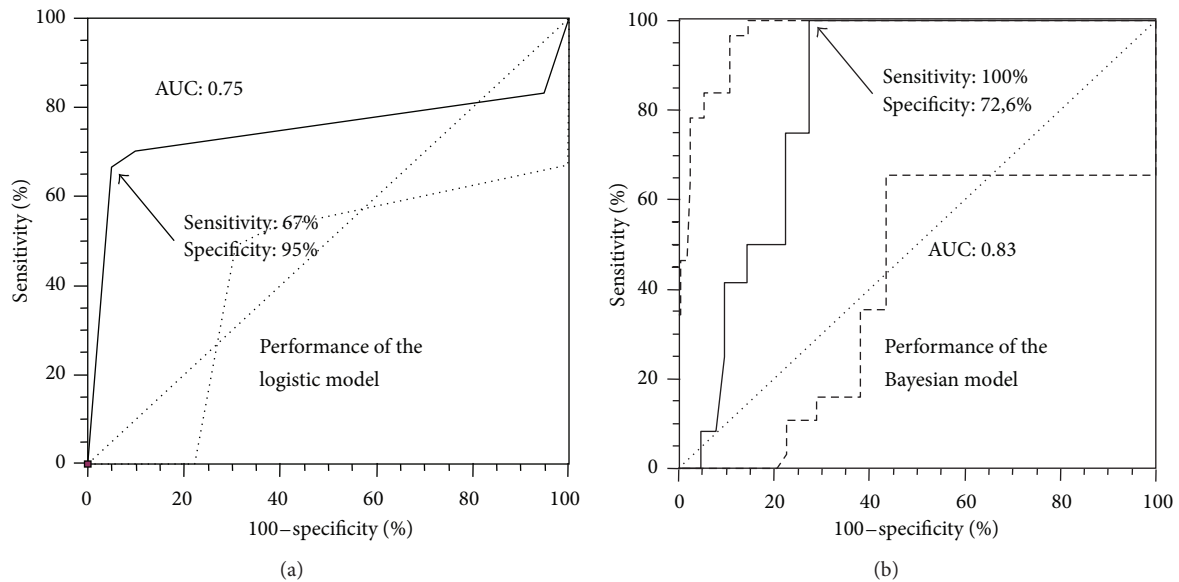 100
80
60
40
20
0
Sensitivity (%)
AUC: 0.75
Sensitivity: 67%
Specificity: 95%
Performance of the
logistic model
0
20
40
60
80
100
100−specificity (%)
(a)
100
80
60
40
20
0
Sensitivity (%)
Sensitivity: 100%
Specificity: 72,6%
AUC: 0.83
Performance of the
Bayesian model
0
20
40
60
80
100
100−specificity (%)
(b)